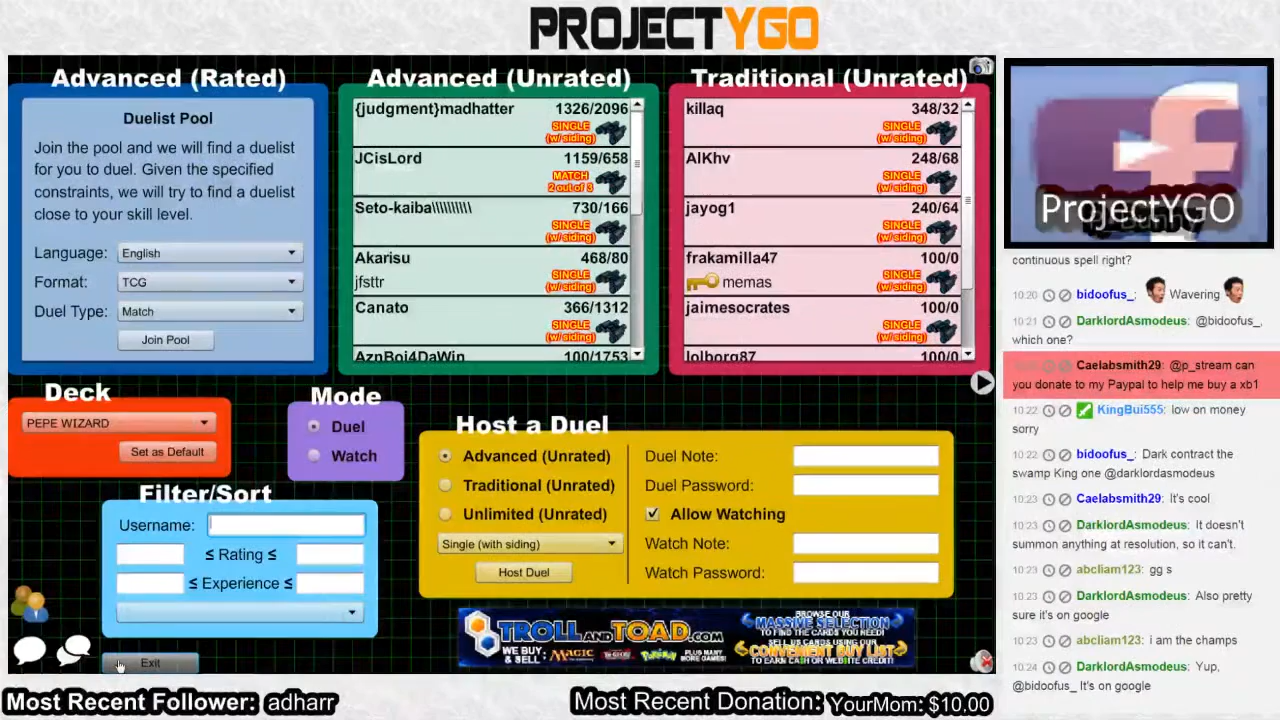 PROJECTYGO
Advanced (Rated)
Duelist Pool
Join the pool and we will find a duelist
for you to duel. Given the specified
constraints, we will try to find a duelist
close to your skill level.
Language: English
Format: TCG
Duel Type: Match
Join Pool
Advanced (Unrated)
{judgment}madhatter 1326/2096
SINGLE
(w/ siding)
JCisLord 1159/658
MATCH
2 out of 3
Seto-kaiba\\\\\\\\\\ 730/166
SINGLE
(w/ siding)
Akarisu 468/80
jfsttr SINGLE
(w/ siding)
Canato 366/1312
SINGLE
(w/ siding)
AznBoi4DaWin 100/1753
Traditional (Unrated)
killaq 348/32
SINGLE
(w/ siding)
AlKhv 248/68
SINGLE
(w/ siding)
jayog1 240/64
SINGLE
(w/ siding)
frakamilla47 100/0
memas SINGLE
(w/ siding)
jaimesocrates 100/0
SINGLE
(w/ siding)
lolborg87 100/0
Deck
PEPE WIZARD
Set as Default
Mode
Duel
Watch
Filter/Sort
Username:
≤ Rating ≤
≤ Experience ≤
Exit
Host a Duel
Advanced (Unrated)
Traditional (Unrated)
Unlimited (Unrated)
Single (with siding)
Host Duel
Duel Note:
Duel Password:
Allow Watching
Watch Note:
Watch Password:
TROLL AND TOAD.COM
WE BUY & SELL: MAGIC Pokémon AND MANY MORE GAMES!
BROWSE OUR
MASSIVE SELECTION
TO FIND THE CARDS YOU NEED!
SELL US CARDS USING OUR
CONVENIENT BUY LIST
TO EARN CASH OR WEBSITE CREDIT!
ProjectYGO
continuous spell right?
10:20 bidoofus_: Wavering
10:21 DarklordAsmodeus: @bidoofus_,
which one?
Caelabsmith29: @p_stream can
you donate to my Paypal to help me buy a xb1
10:22 KingBui555: low on money
sorry
10:22 bidoofus_: Dark contract the
swamp King one @darklordasmodeus
10:23 Caelabsmith29: It's cool
10:23 DarklordAsmodeus: It doesn't
summon anything at resolution, so it can't.
10:23 abcliam123: gg s
10:23 DarklordAsmodeus: Also pretty
sure it's on google
10:23 abcliam123: i am the champs
10:24 DarklordAsmodeus: Yup,
@bidoofus_ It's on google
Most Recent Follower: adharr
Most Recent Donation: YourMom: $10.00